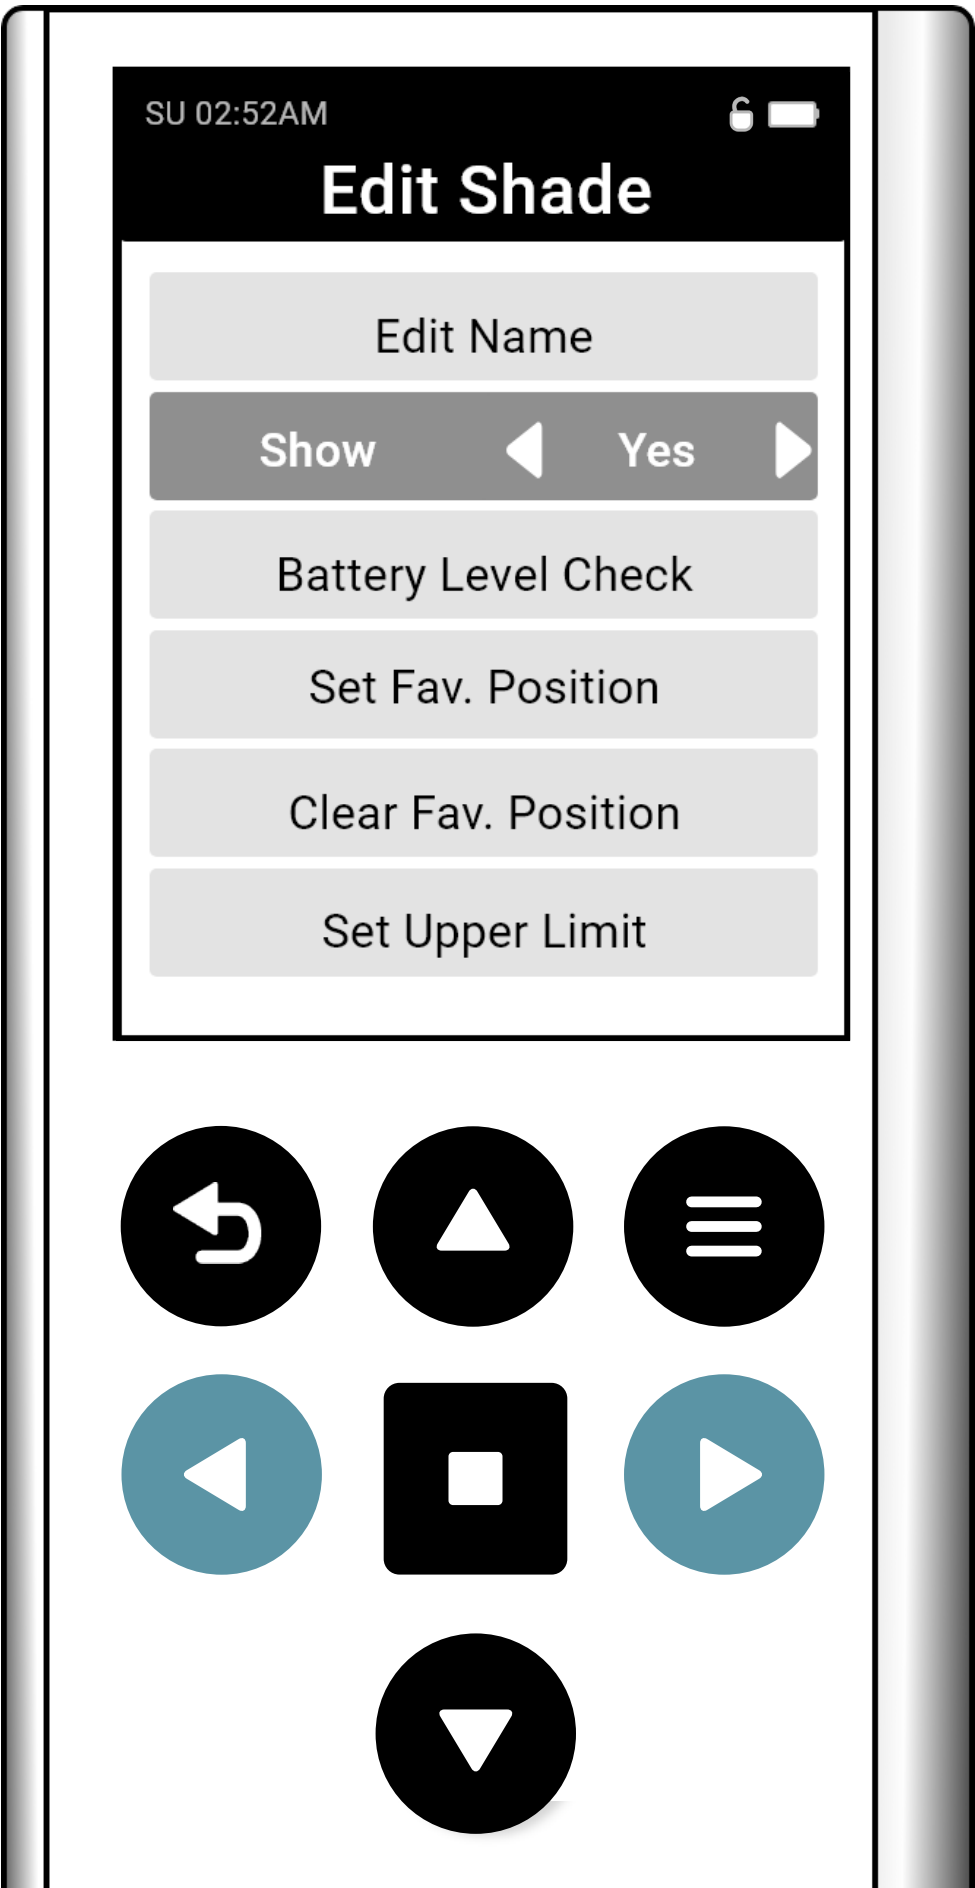 SU 02:52AM
Edit Shade
Edit Name
Show Yes
Battery Level Check
Set Fav. Position
Clear Fav. Position
Set Upper Limit